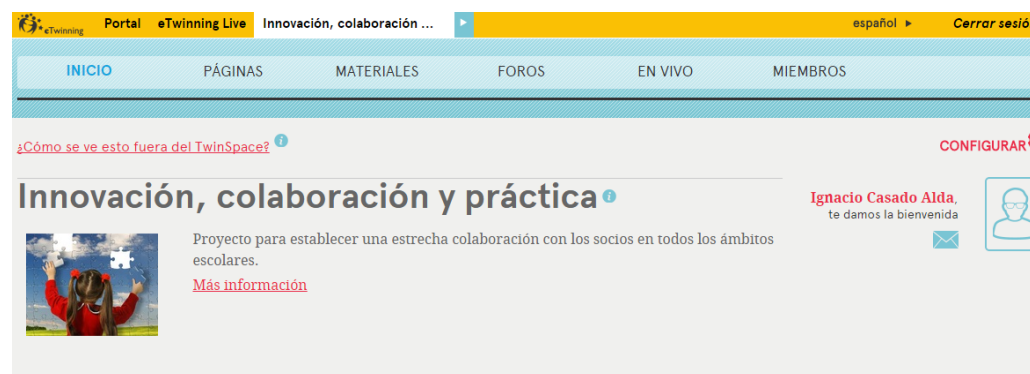 eTwinning Portal eTwinning Live Innovación, colaboración ... español Cerrar sesió
INICIO PÁGINAS MATERIALES FOROS EN VIVO MIEMBROS
¿Cómo se ve esto fuera del TwinSpace? i
CONFIGURAR
Innovación, colaboración y práctica i
Ignacio Casado Alda,
te damos la bienvenida
Proyecto para establecer una estrecha colaboración con los socios en todos los ámbitos
escolares.
Más información